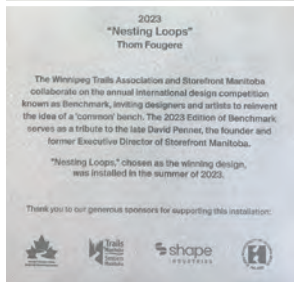 2023
"Nesting Loops"
Thom Fougere
The Winnipeg Trails Association and Storefront Manitoba
collaborate on the annual international design competition
known as Benchmark, inviting designers and artists to reinvent
the idea of a 'common' bench. The 2023 Edition of Benchmark
serves as a tribute to the late David Penner, the founder and
former Executive Director of Storefront Manitoba.
"Nesting Loops," chosen as the winning design,
was installed in the summer of 2023.
Thank you to our generous sponsors for supporting this installation:
Trails
Manitoba
Sentiers
Manitoba
shape
INDUSTRIES